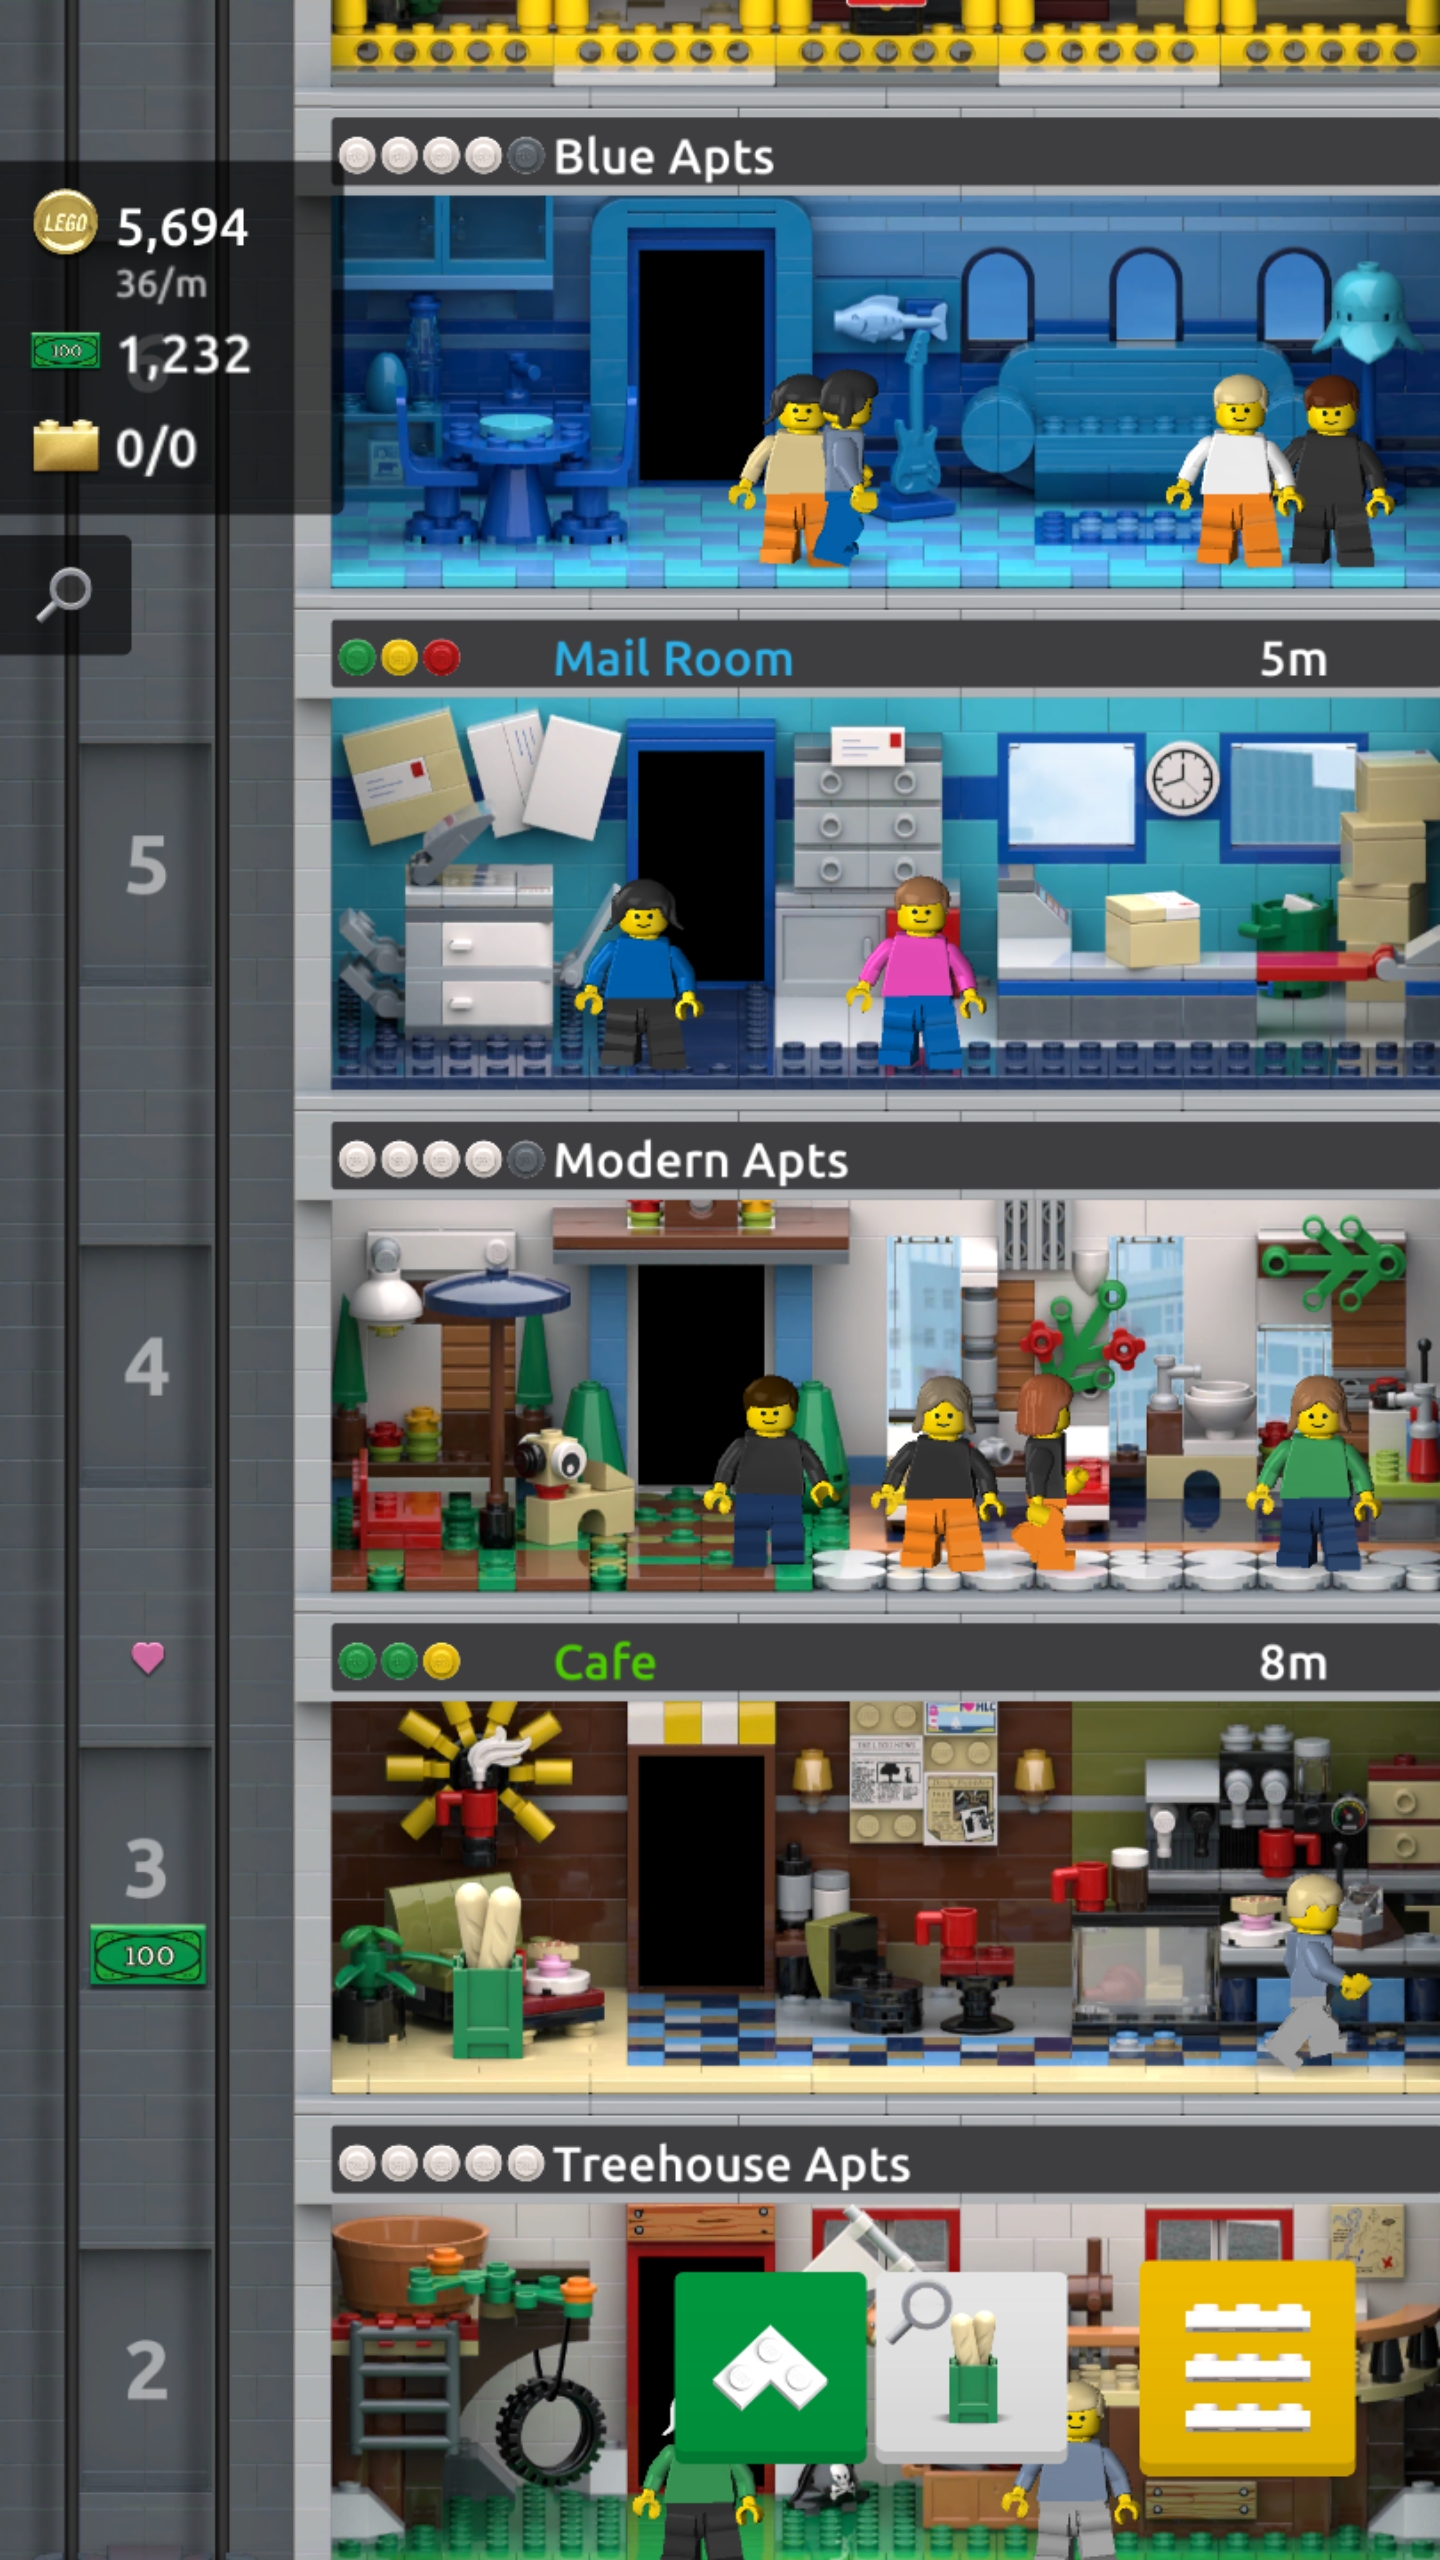 Blue Apts
LEGO 5,694
36/m
100 1,232
0/0
Mail Room 5m
5
Modern Apts
4
Cafe 8m
3
100
Treehouse Apts
2